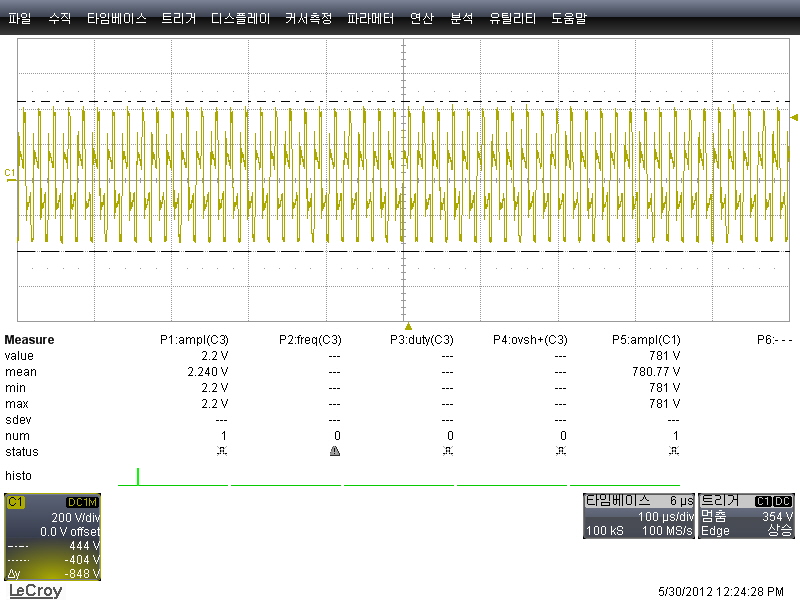 파일 수직 타임베이스 트리거 디스플레이 커서측정 파라메터 연산 분석 유틸리티 도움말
C1
Measure P1:ampl(C3) P2:freq(C3) P3:duty(C3) P4:ovsh+(C3) P5:ampl(C1) P6:- - -
value 2.2 V --- --- --- 781 V
mean 2.240 V --- --- --- 780.77 V
min 2.2 V --- --- --- 781 V
max 2.2 V --- --- --- 781 V
sdev --- --- --- --- ---
num 1 0 0 0 1
status
histo
C1 DC1M
200 V/div
0.0 V offset
444 V
-404 V
Δy -848 V
타임베이스 6 µs
100 µs/div
100 kS 100 MS/s
트리거 C1 DC
멈춤 354 V
Edge 상승
LeCroy
5/30/2012 12:24:28 PM